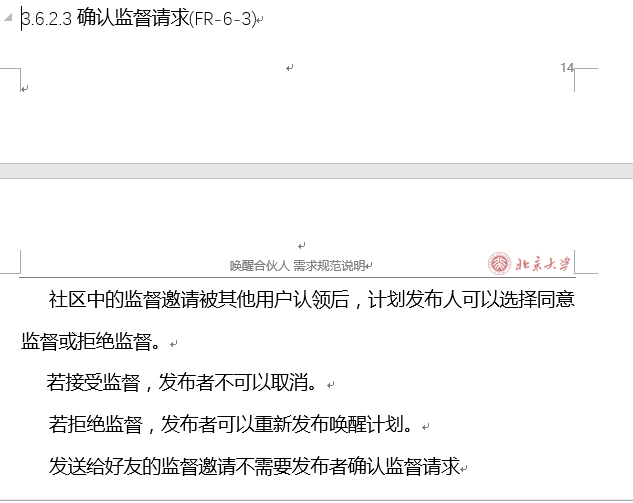 3.6.2.3 确认监督请求(FR-6-3)
14
唤醒合伙人 需求规范说明
北京大学
社区中的监督邀请被其他用户认领后，计划发布人可以选择同意
监督或拒绝监督。
若接受监督，发布者不可以取消。
若拒绝监督，发布者可以重新发布唤醒计划。
发送给好友的监督邀请不需要发布者确认监督请求